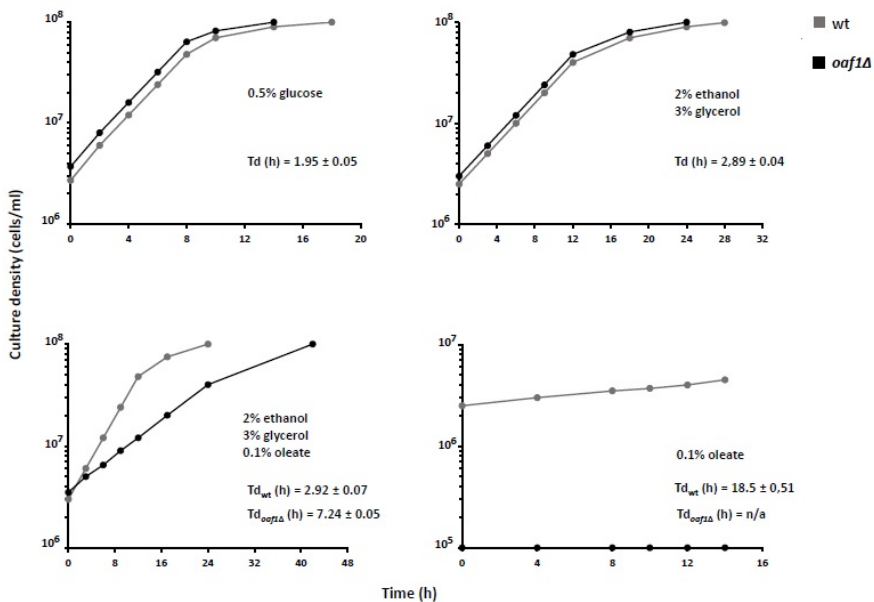 wt
oaf1Δ
Culture density (cells/ml)
10⁸
10⁷
10⁶
0.5% glucose
Td (h) = 1.95 ± 0.05
0 4 8 12 16 20
10⁸
10⁷
10⁶
2% ethanol
3% glycerol
Td (h) = 2,89 ± 0.04
0 4 8 12 16 20 24 28 32
10⁸
10⁷
10⁶
2% ethanol
3% glycerol
0.1% oleate
Td_wt (h) = 2.92 ± 0.07
Td_oaf1Δ (h) = 7.24 ± 0.05
0 8 16 24 32 40 48
10⁷
10⁶
10⁵
0.1% oleate
Td_wt (h) = 18.5 ± 0,51
Td_oaf1Δ (h) = n/a
0 4 8 12 16
Time (h)